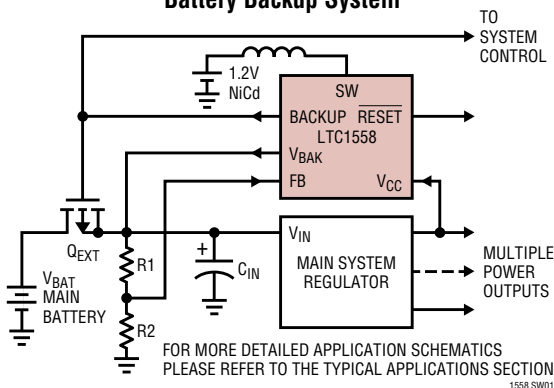 Battery Backup System
TO
SYSTEM
CONTROL
1.2V
NiCd
SW
BACKUP RESET
LTC1558
VBAK
FB VCC
QEXT
VBAT
MAIN
BATTERY
R1
R2
+
CIN
VIN
MAIN SYSTEM
REGULATOR
MULTIPLE
POWER
OUTPUTS
FOR MORE DETAILED APPLICATION SCHEMATICS
PLEASE REFER TO THE TYPICAL APPLICATIONS SECTION
1558 SW01